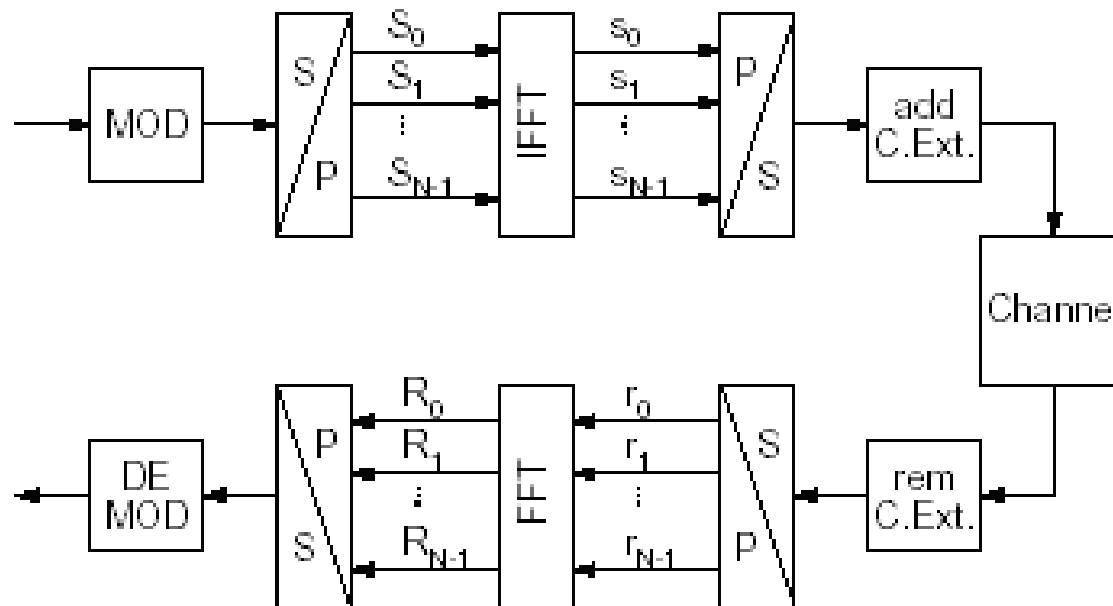 MOD
S
P
S0
S1
SN-1
IFFT
s0
s1
sN-1
P
S
add
C.Ext.
Channel
DE
MOD
P
S
R0
R1
RN-1
FFT
r0
r1
rN-1
S
P
rem
C.Ext.